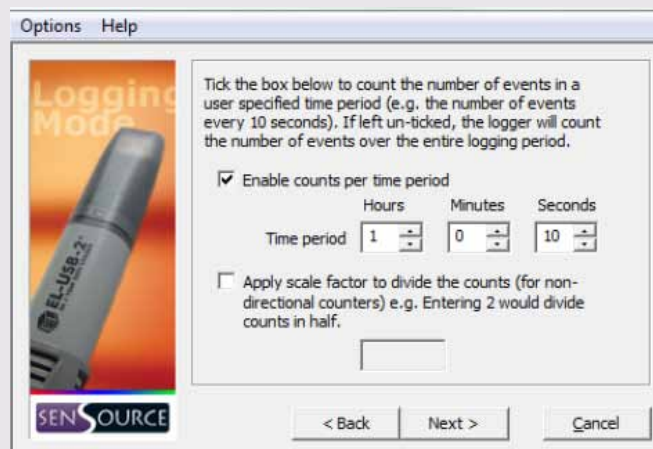 Options Help
Logging
Mode
Tick the box below to count the number of events in a
user specified time period (e.g. the number of events
every 10 seconds). If left un-ticked, the logger will count
the number of events over the entire logging period.
Enable counts per time period
Hours Minutes Seconds
Time period 1 0 10
Apply scale factor to divide the counts (for non-
directional counters) e.g. Entering 2 would divide
counts in half.
EL-USB-2
SENSOURCE
< Back Next > Cancel